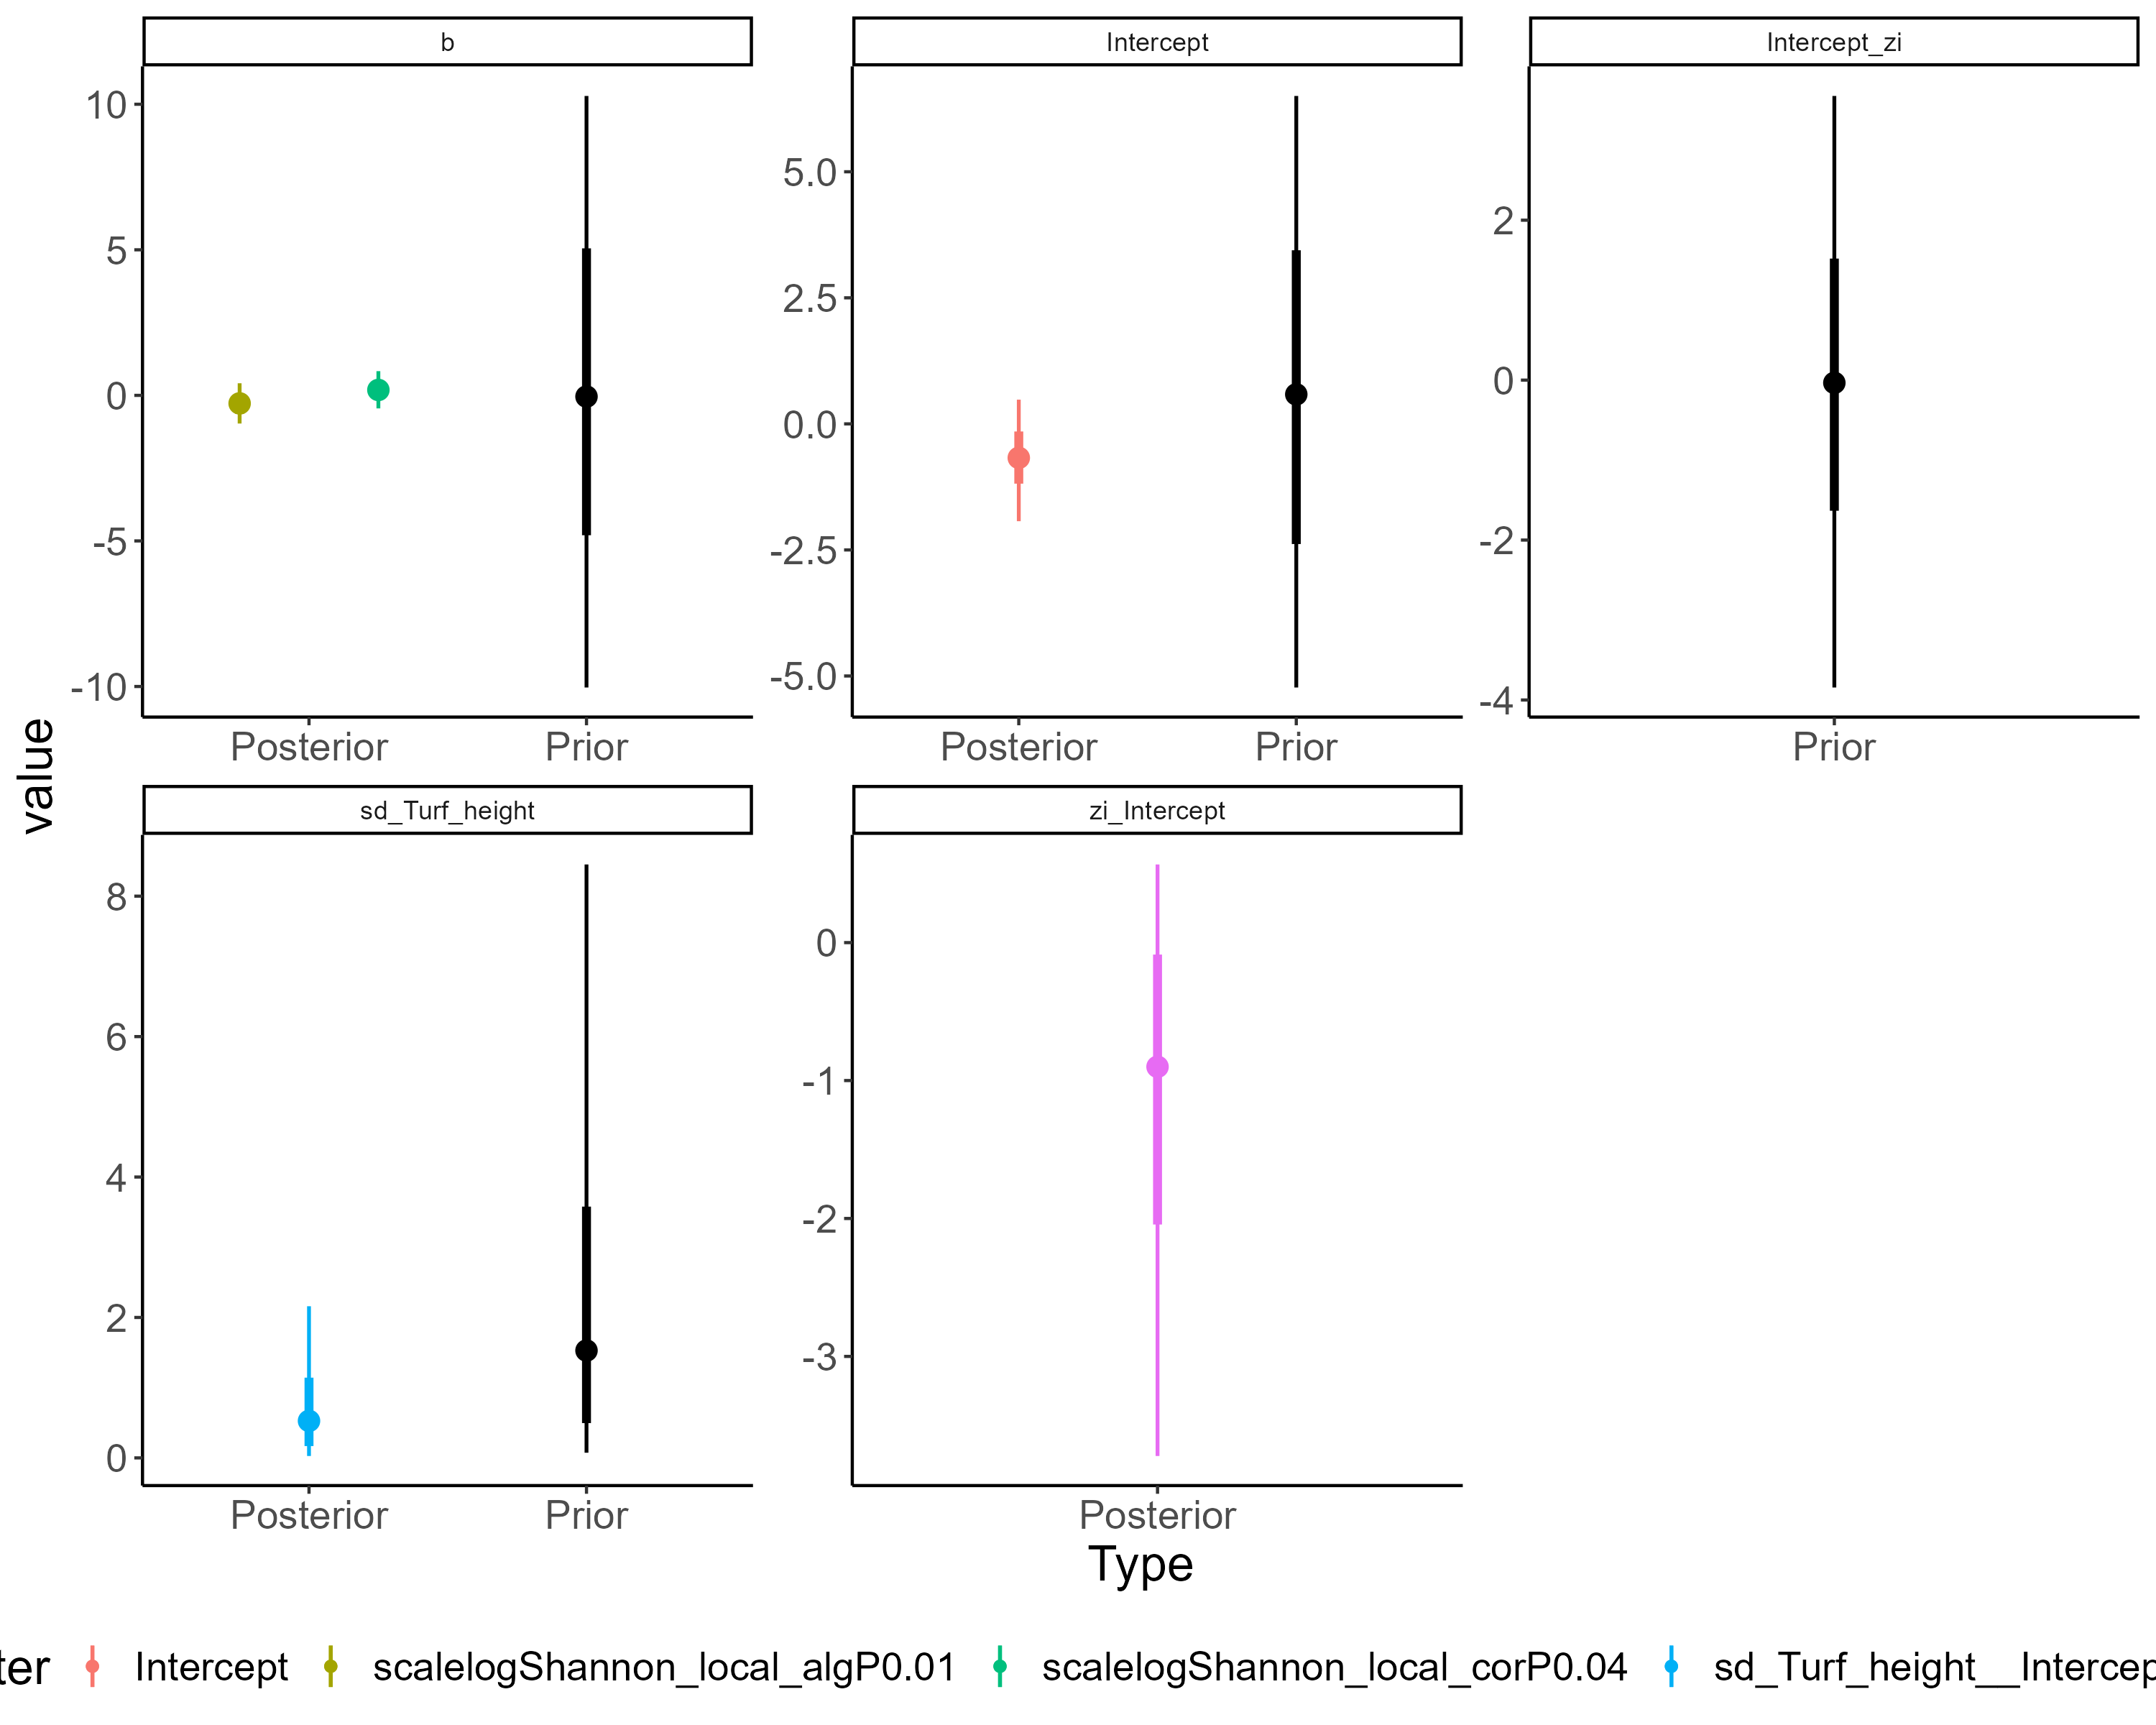 b
Intercept
Intercept_zi
10
5
0
-5
-10
5.0
2.5
0.0
-2.5
-5.0
2
0
-2
-4
Posterior Prior
Posterior Prior
Prior
value
sd_Turf_height
zi_Intercept
8
6
4
2
0
0
-1
-2
-3
Posterior Prior
Posterior
Type
ter Intercept scalelogShannon_local_algP0.01 scalelogShannon_local_corP0.04 sd_Turf_height__Intercep